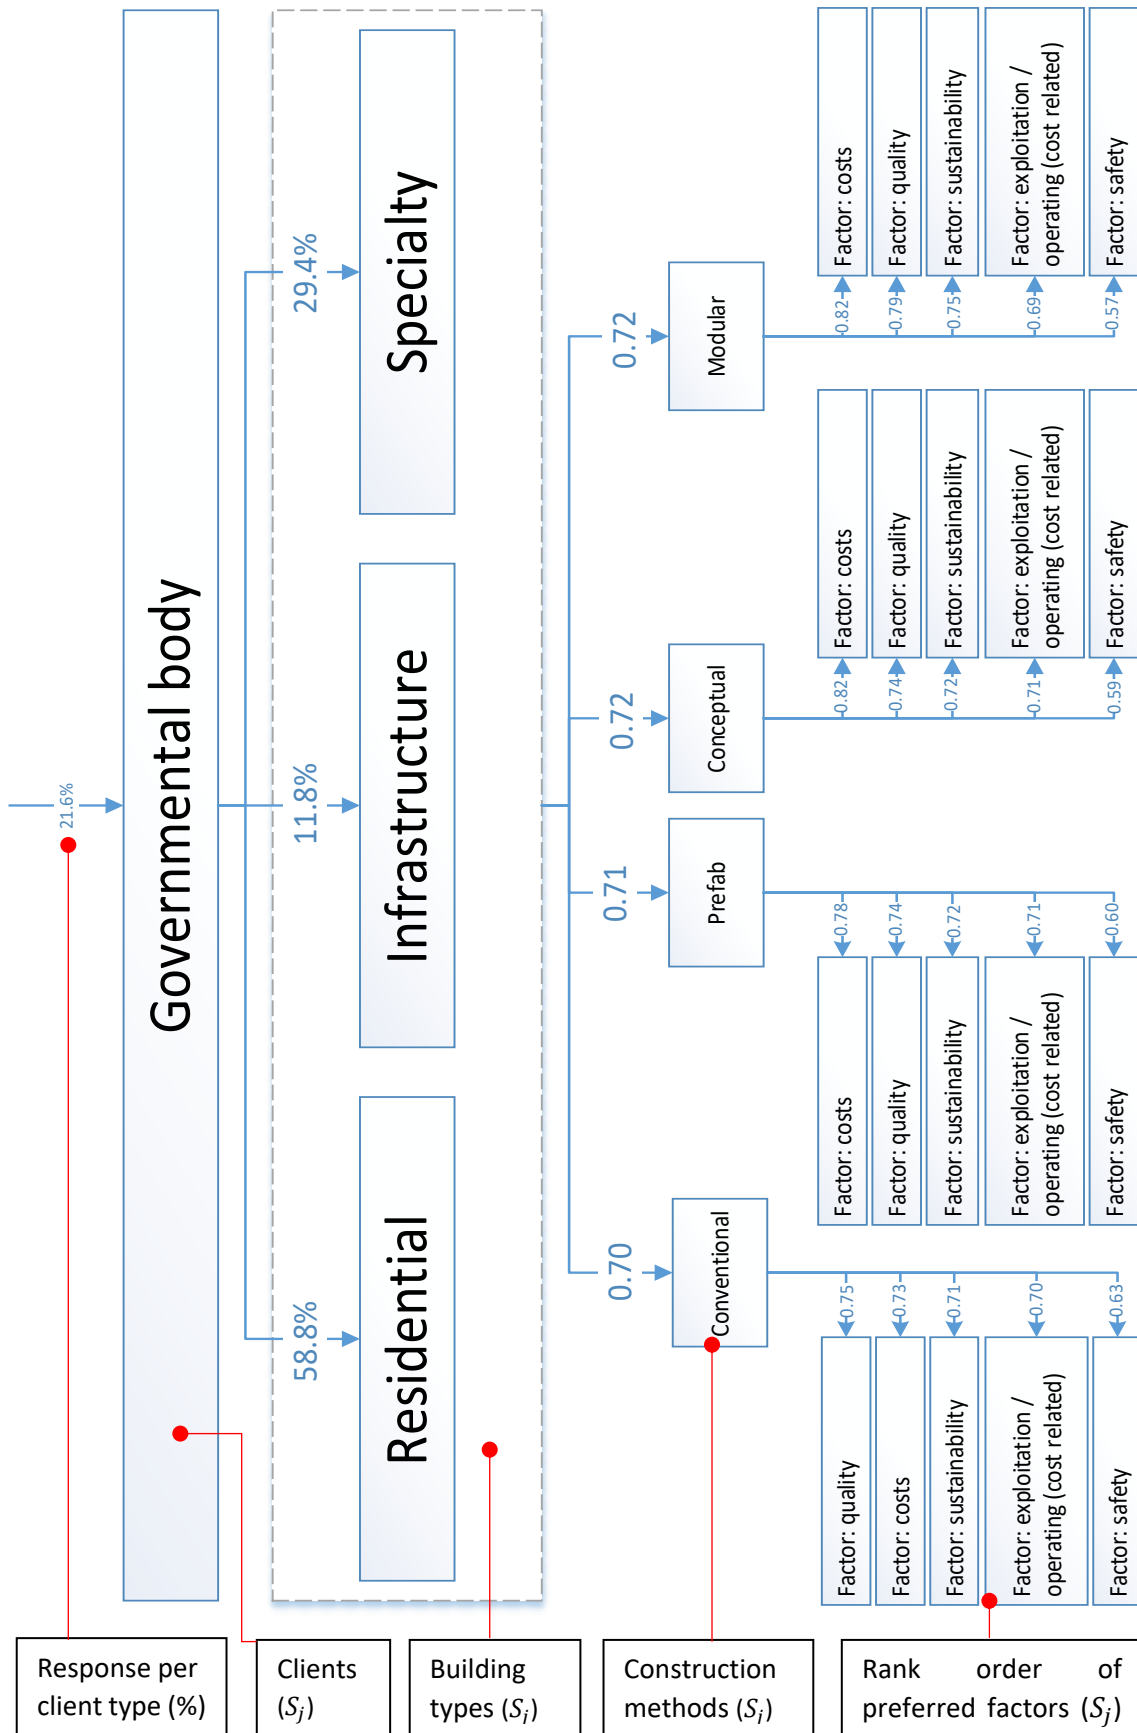 21.6%
Governmental body
58.8%
11.8%
29.4%
Residential
Infrastructure
Specialty
0.70
0.71
0.72
0.72
Conventional
Prefab
Conceptual
Modular
0.75
0.73
0.71
0.70
0.63
Factor: quality
Factor: costs
Factor: sustainability
Factor: exploitation /
operating (cost related)
Factor: safety
0.78
0.74
0.72
0.71
0.60
Factor: costs
Factor: quality
Factor: sustainability
Factor: exploitation /
operating (cost related)
Factor: safety
0.82
0.74
0.72
0.71
0.59
Factor: costs
Factor: quality
Factor: sustainability
Factor: exploitation /
operating (cost related)
Factor: safety
0.82
0.79
0.75
0.69
0.57
Factor: costs
Factor: quality
Factor: sustainability
Factor: exploitation /
operating (cost related)
Factor: safety
Response per
client type (%)
Clients
(S_j)
Building
types (S_i)
Construction
methods (S_i)
Rank order of
preferred factors (S_j)